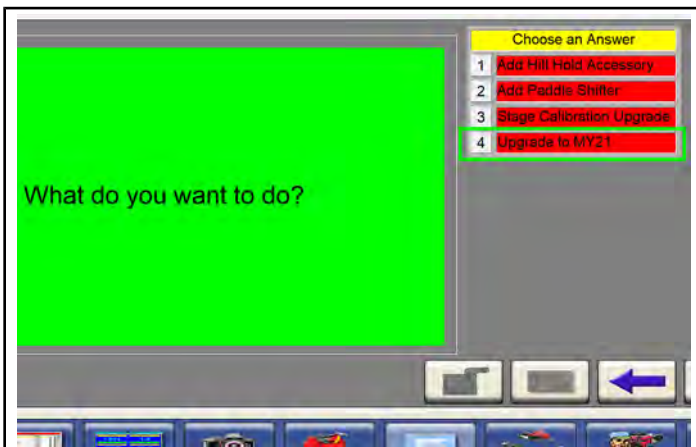 Choose an Answer
1 Add Hill Hold Accessory
2 Add Paddle Shifter
3 Stage Calibration Upgrade
4 Upgrade to MY21
What do you want to do?